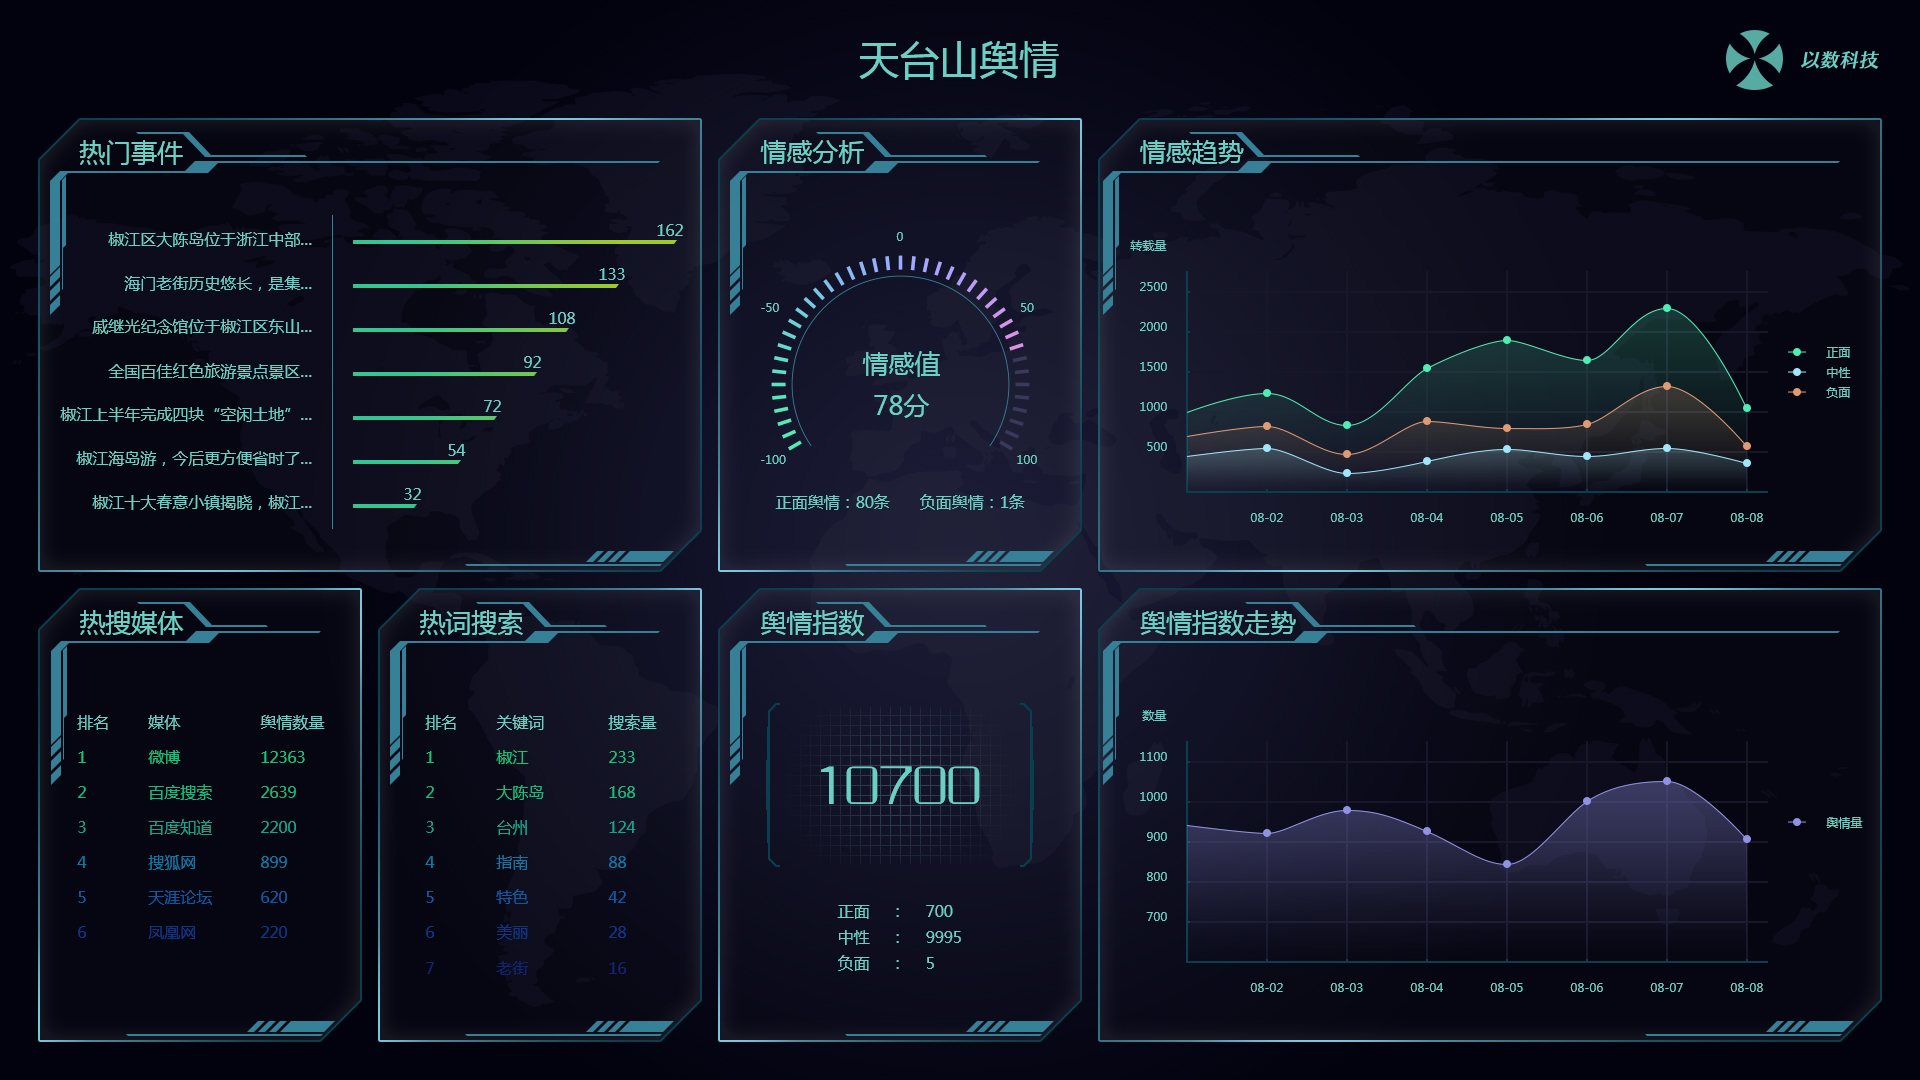 天台山舆情
以数科技
热门事件
椒江区大陈岛位于浙江中部... 162
海门老街历史悠长，是集... 133
戚继光纪念馆位于椒江区东山... 108
全国百佳红色旅游景点景区... 92
椒江上半年完成四块“空闲土地”... 72
椒江海岛游，今后更方便省时了... 54
椒江十大春意小镇揭晓，椒江... 32
情感分析
0
-50 50
情感值
78分
-100 100
正面舆情：80条 负面舆情：1条
情感趋势
转载量
2500
2000
1500
1000
500
08-02 08-03 08-04 08-05 08-06 08-07 08-08
正面
中性
负面
热搜媒体
排名 媒体 舆情数量
1 微博 12363
2 百度搜索 2639
3 百度知道 2200
4 搜狐网 899
5 天涯论坛 620
6 凤凰网 220
热词搜索
排名 关键词 搜索量
1 椒江 233
2 大陈岛 168
3 台州 124
4 指南 88
5 特色 42
6 美丽 28
7 老街 16
舆情指数
10700
正面 : 700
中性 : 9995
负面 : 5
舆情指数走势
数量
1100
1000
900
800
700
08-02 08-03 08-04 08-05 08-06 08-07 08-08
舆情量